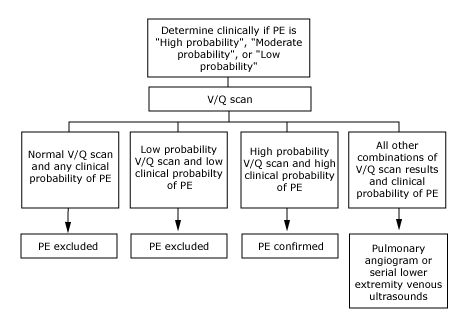 Determine clinically if PE is
"High probability", "Moderate
probability", or "Low
probability"
V/Q scan
Normal V/Q scan
and any clinical
probability of PE
Low probability
V/Q scan and low
clinical probabilty
of PE
High probability
V/Q scan and high
clinical probability
of PE
All other
combinations of
V/Q scan results
and clinical
probability of PE
PE excluded
PE excluded
PE confirmed
Pulmonary
angiogram or
serial lower
extremity venous
ultrasounds